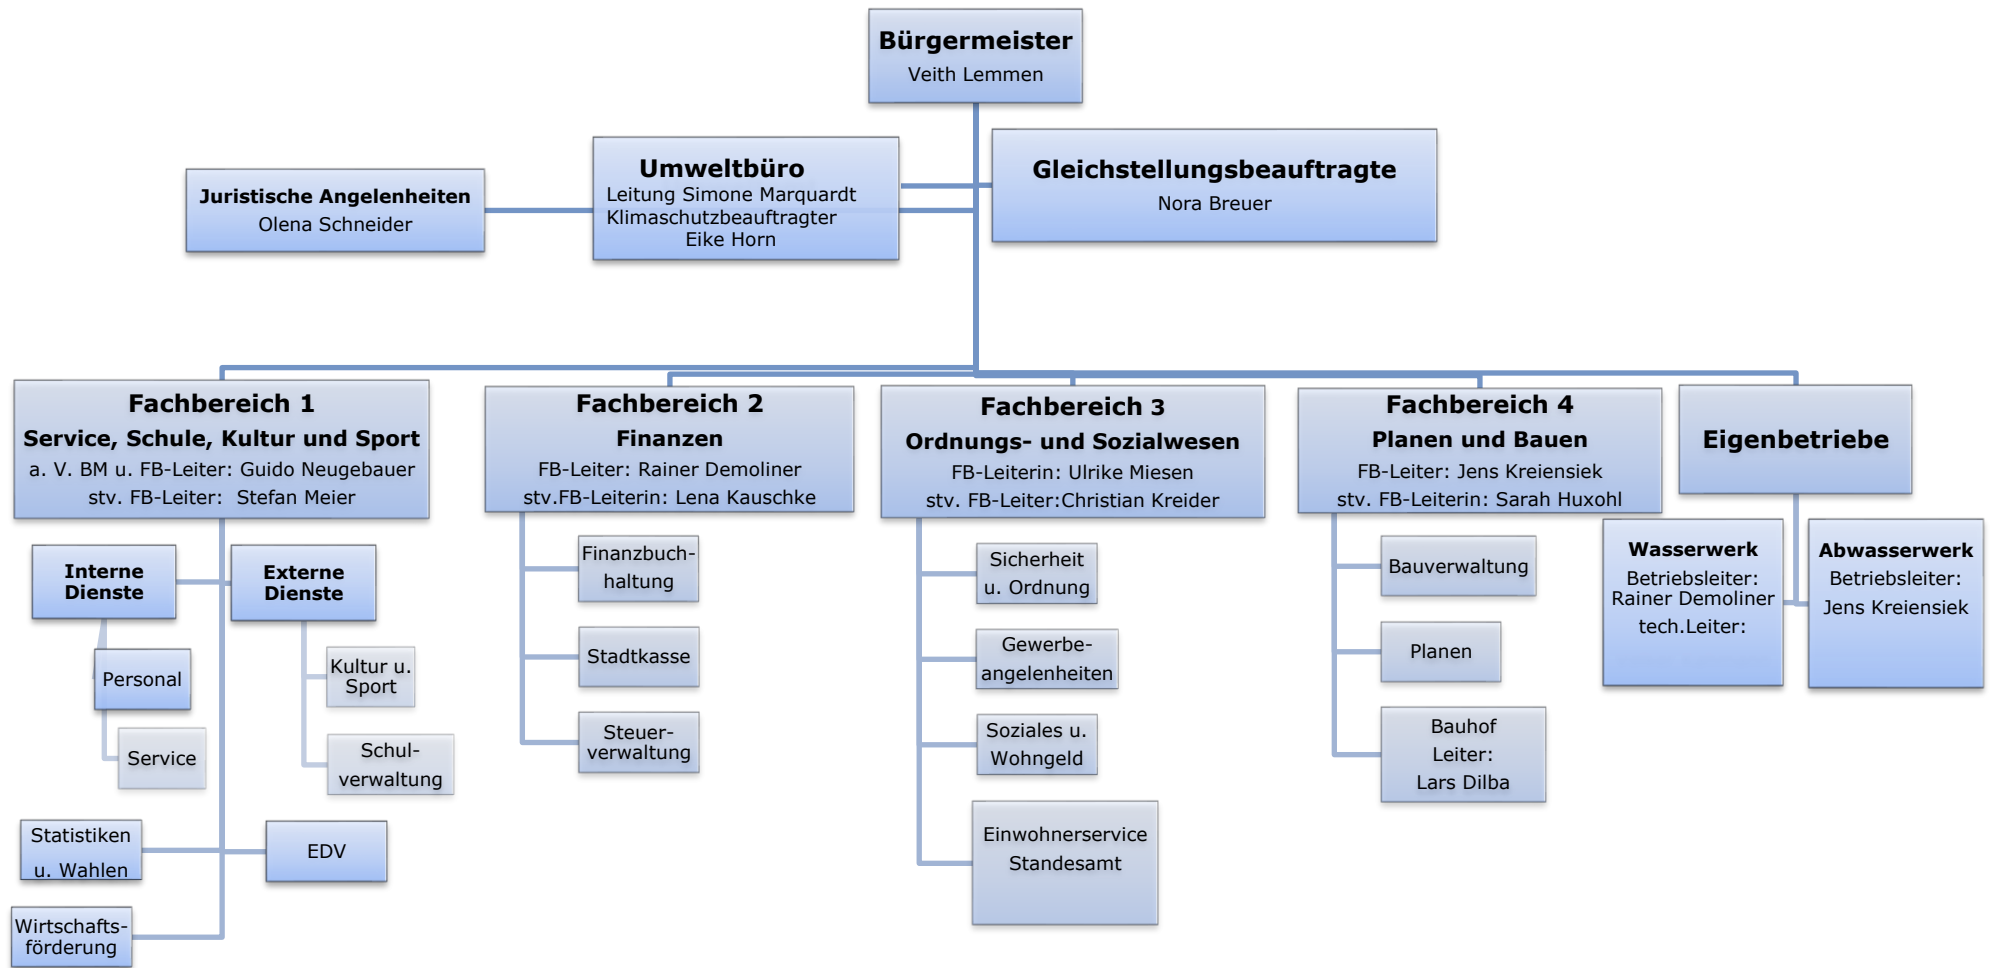 Bürgermeister
Veith Lemmen
Juristische Angelenheiten
Olena Schneider
Umweltbüro
Leitung Simone Marquardt
Klimaschutzbeauftragter
Eike Horn
Gleichstellungsbeauftragte
Nora Breuer
Fachbereich 1
Service, Schule, Kultur und Sport
a. V. BM u. FB-Leiter: Guido Neugebauer
stv. FB-Leiter: Stefan Meier
Interne
Dienste
Externe
Dienste
Personal
Service
Kultur u.
Sport
Schul-
verwaltung
Statistiken
u. Wahlen
EDV
Wirtschafts-
förderung
Fachbereich 2
Finanzen
FB-Leiter: Rainer Demoliner
stv.FB-Leiterin: Lena Kauschke
Finanzbuch-
haltung
Stadtkasse
Steuer-
verwaltung
Fachbereich 3
Ordnungs- und Sozialwesen
FB-Leiterin: Ulrike Miesen
stv. FB-Leiter:Christian Kreider
Sicherheit
u. Ordnung
Gewerbe-
angelenheiten
Soziales u.
Wohngeld
Einwohnerservice
Standesamt
Fachbereich 4
Planen und Bauen
FB-Leiter: Jens Kreiensiek
stv. FB-Leiterin: Sarah Huxohl
Bauverwaltung
Planen
Bauhof
Leiter:
Lars Dilba
Eigenbetriebe
Wasserwerk
Betriebsleiter:
Rainer Demoliner
tech.Leiter:
Abwasserwerk
Betriebsleiter:
Jens Kreiensiek